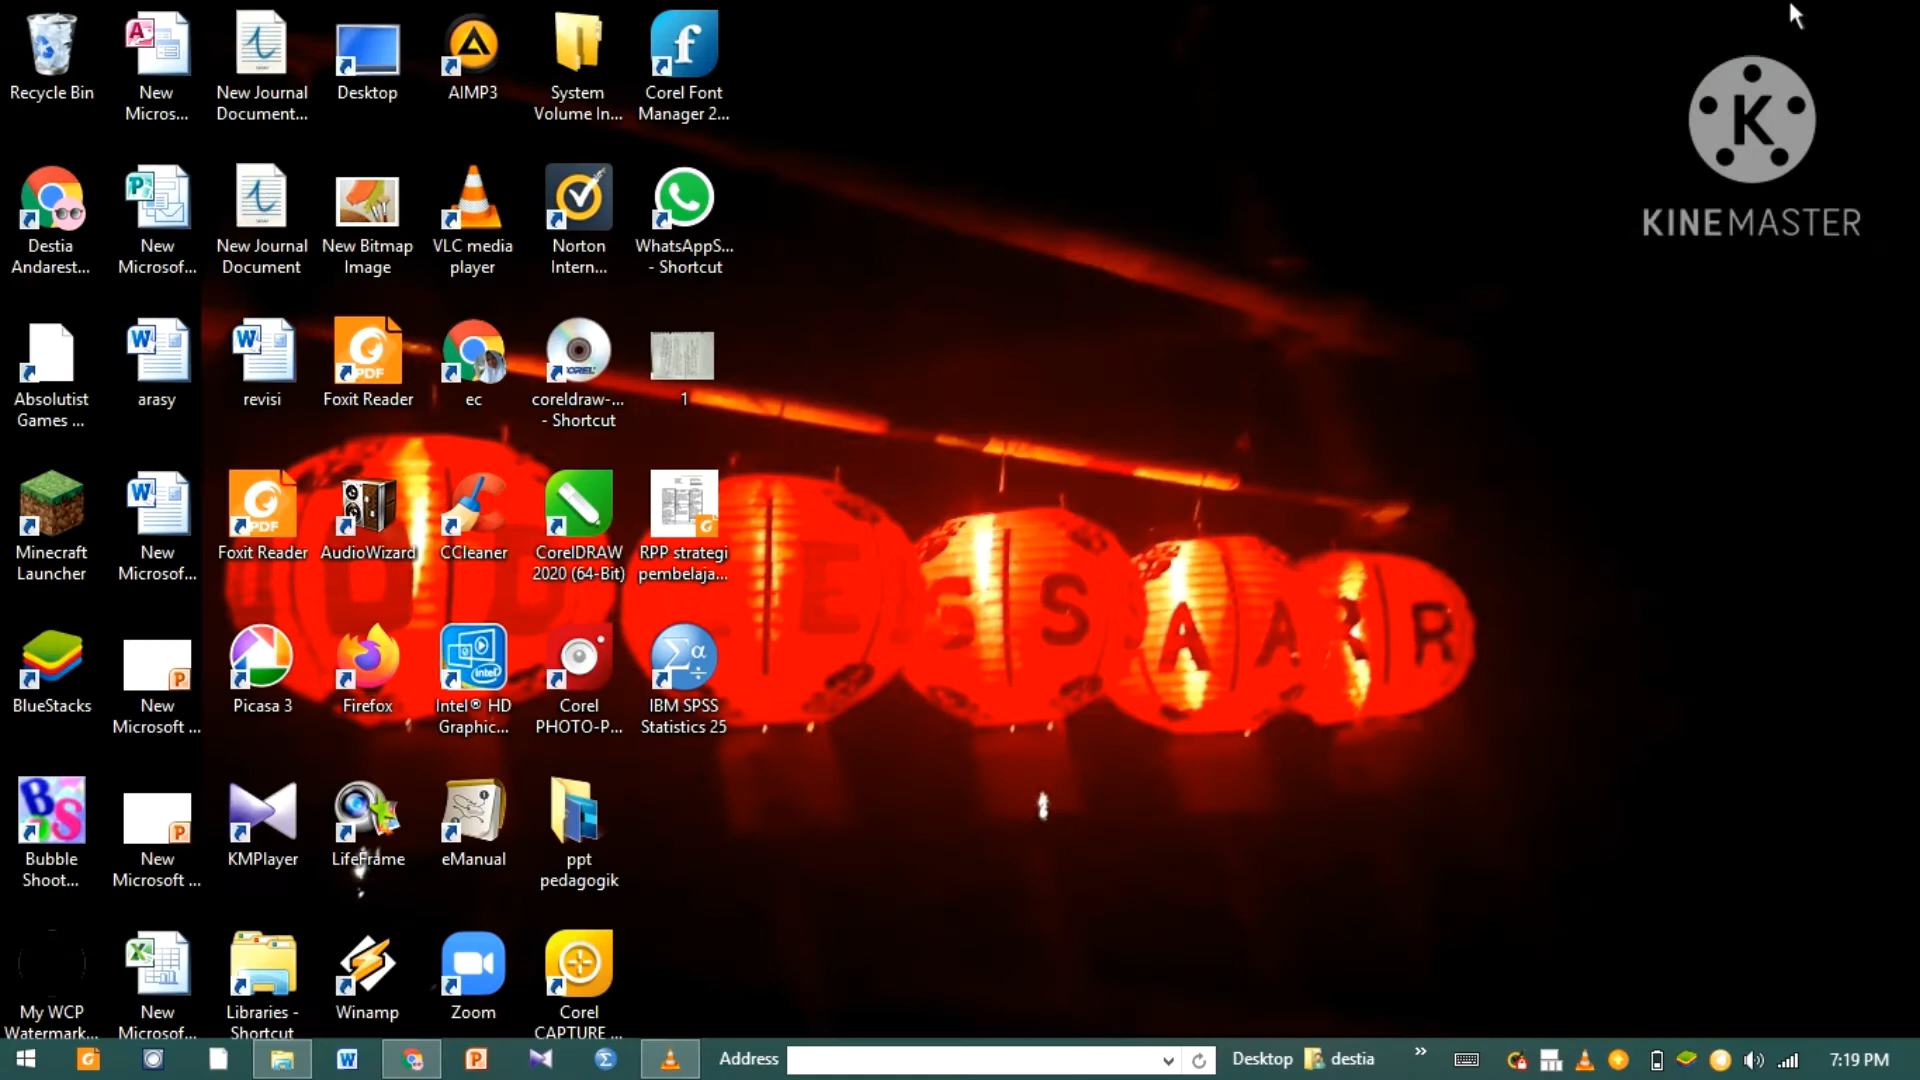 Recycle Bin
New
Micros...
New Journal
Document...
Desktop
AIMP3
System
Volume In...
Corel Font
Manager 2...
KINEMASTER
Destia
Andarest...
New
Microsof...
New Journal
Document
New Bitmap
Image
VLC media
player
Norton
Intern...
WhatsAppS...
- Shortcut
Absolutist
Games ...
arasy
revisi
Foxit Reader
ec
coreldraw-...
- Shortcut
1
Minecraft
Launcher
New
Microsof...
Foxit Reader
AudioWizard
CCleaner
CorelDRAW
2020 (64-Bit)
RPP strategi
pembelaja...
S A A R
BlueStacks
New
Microsoft ...
Picasa 3
Firefox
Intel® HD
Graphic...
Corel
PHOTO-P...
IBM SPSS
Statistics 25
Bubble
Shoot...
New
Microsoft ...
KMPlayer
LifeFrame
eManual
ppt
pedagogik
My WCP
Watermark...
New
Microsof...
Libraries -
Shortcut
Winamp
Zoom
Corel
CAPTURE ...
Address
Desktop
destia
7:19 PM